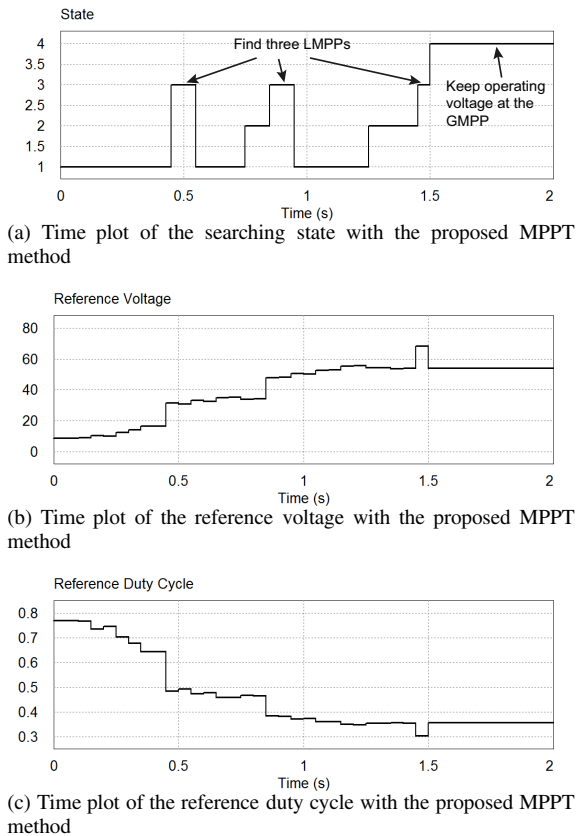 State
4
3.5
3
2.5
2
1.5
1
Find three LMPPs
Keep operating
voltage at the
GMPP
0 0.5 1 1.5 2
Time (s)
(a) Time plot of the searching state with the proposed MPPT
method
Reference Voltage
80
60
40
20
0
0 0.5 1 1.5 2
Time (s)
(b) Time plot of the reference voltage with the proposed MPPT
method
Reference Duty Cycle
0.8
0.7
0.6
0.5
0.4
0.3
0 0.5 1 1.5 2
Time (s)
(c) Time plot of the reference duty cycle with the proposed MPPT
method